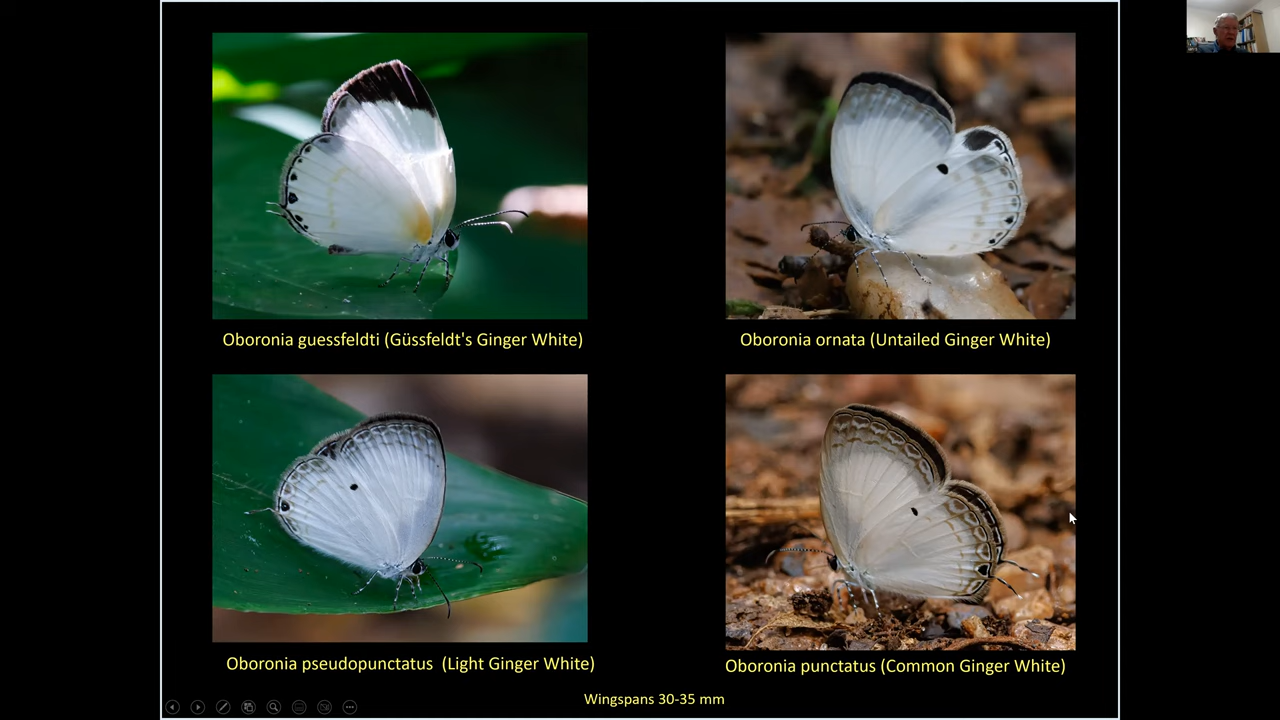 Oboronia guessfeldti (Güssfeldt's Ginger White)
Oboronia ornata (Untailed Ginger White)
Oboronia pseudopunctatus (Light Ginger White)
Oboronia punctatus (Common Ginger White)
Wingspans 30-35 mm